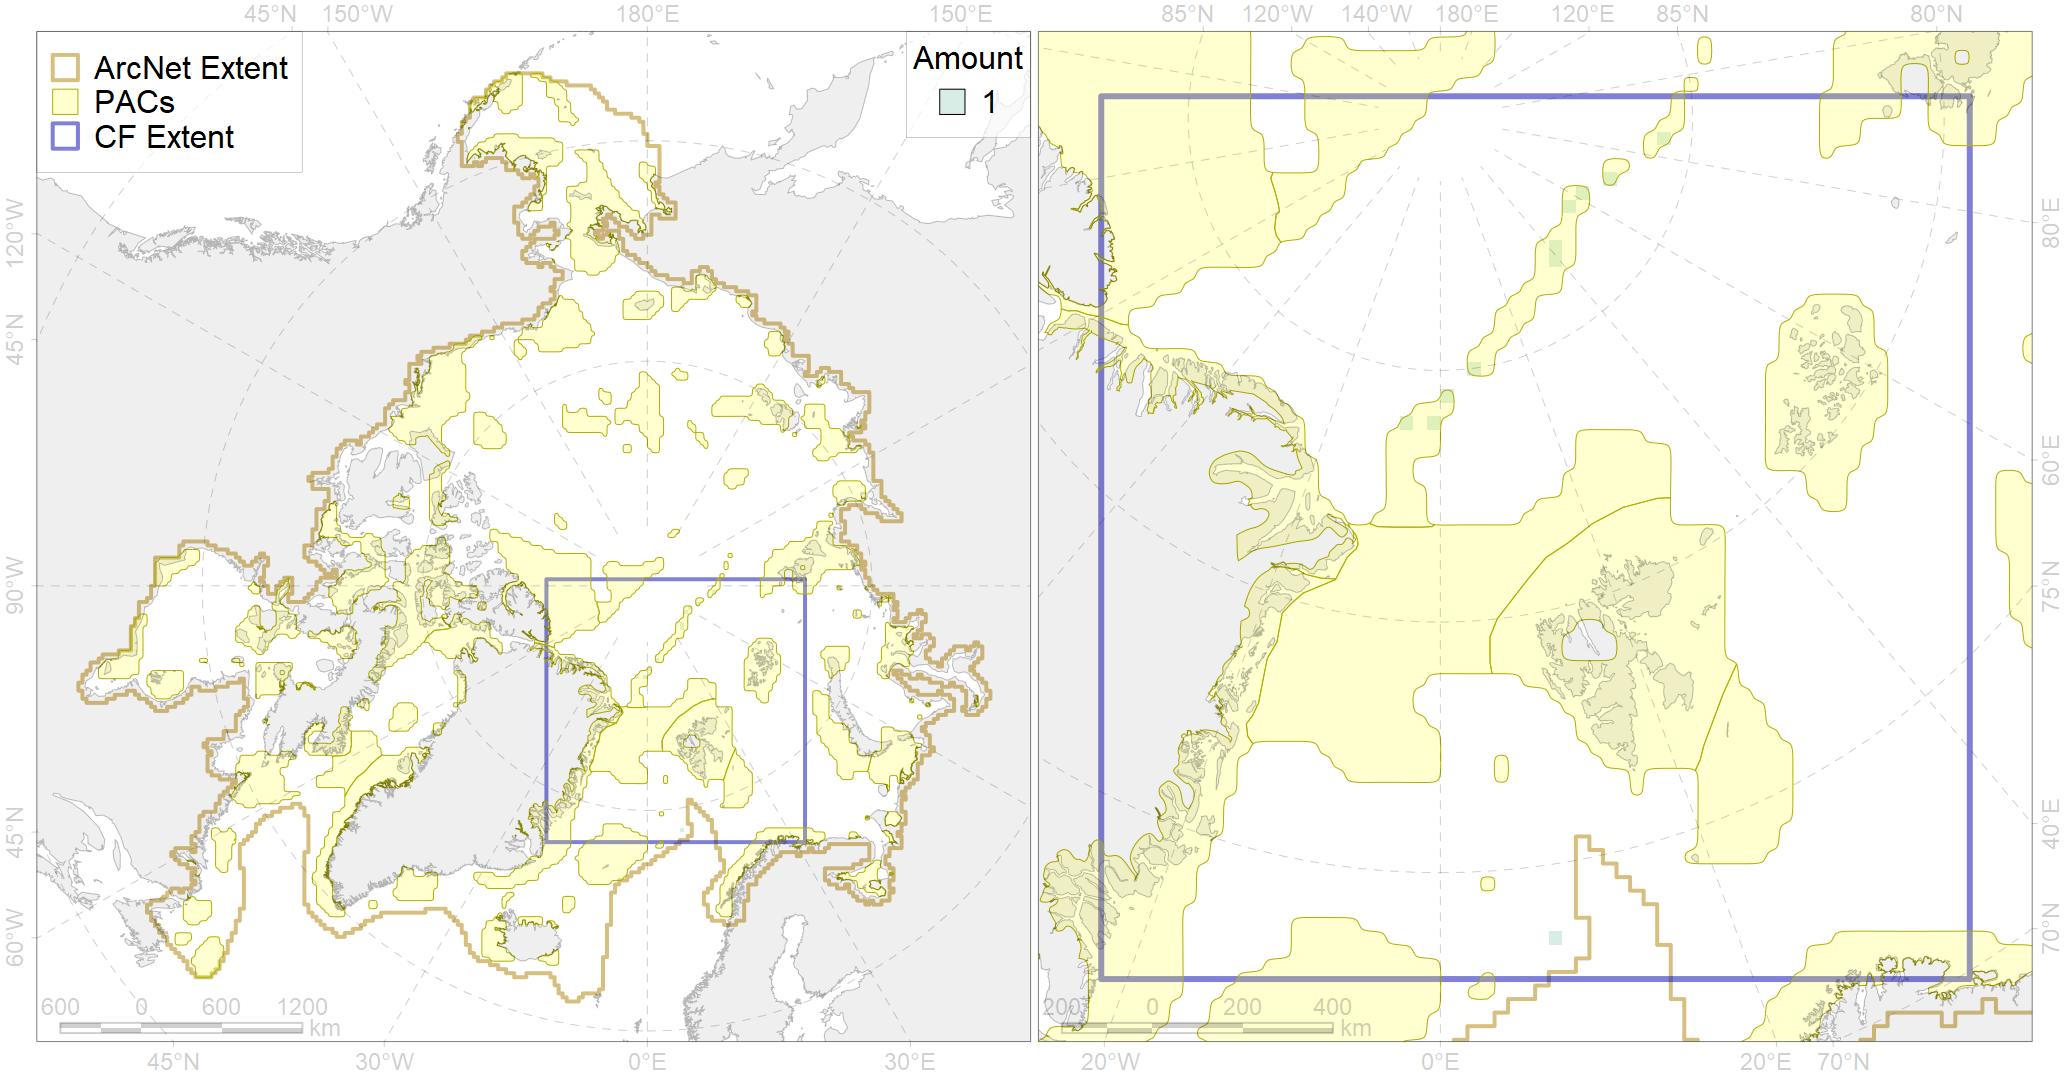 45°N 150°W 180°E 150°E 85°N 120°W 140°W 180°E 120°E 85°N 80°N
ArcNet Extent
PACs
CF Extent
Amount
1
120°W
45°N
90°W
45°N
60°W
80°E
60°E
75°N
40°E
70°N
600 0 600 1200
km
200 0 200 400
km
45°N 30°W 0°E 30°E 20°W 0°E 20°E 70°N